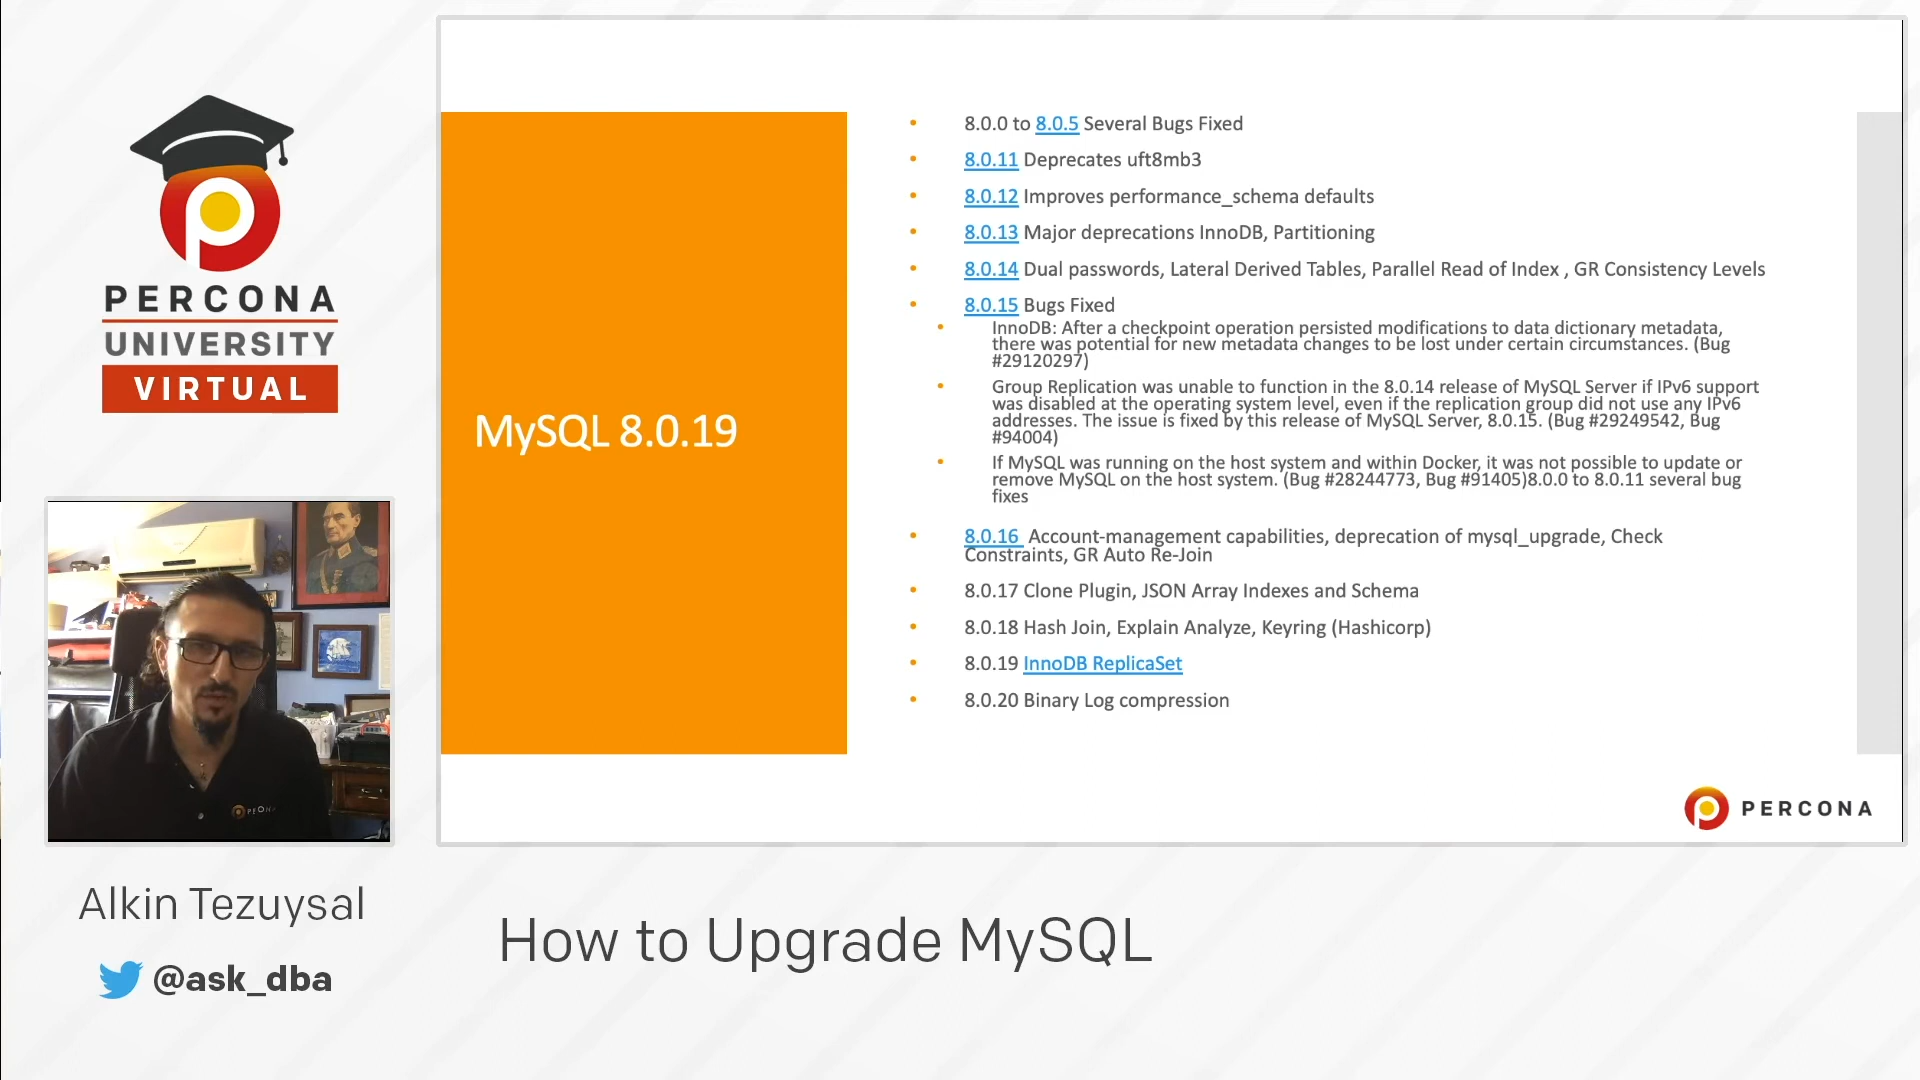 PERCONA
UNIVERSITY
VIRTUAL
Alkin Tezuysal
@ask_dba
MySQL 8.0.19
8.0.0 to 8.0.5 Several Bugs Fixed
8.0.11 Deprecates uft8mb3
8.0.12 Improves performance_schema defaults
8.0.13 Major deprecations InnoDB, Partitioning
8.0.14 Dual passwords, Lateral Derived Tables, Parallel Read of Index , GR Consistency Levels
8.0.15 Bugs Fixed
InnoDB: After a checkpoint operation persisted modifications to data dictionary metadata,
there was potential for new metadata changes to be lost under certain circumstances. (Bug
#29120297)
Group Replication was unable to function in the 8.0.14 release of MySQL Server if IPv6 support
was disabled at the operating system level, even if the replication group did not use any IPv6
addresses. The issue is fixed by this release of MySQL Server, 8.0.15. (Bug #29249542, Bug
#94004)
If MySQL was running on the host system and within Docker, it was not possible to update or
remove MySQL on the host system. (Bug #28244773, Bug #91405)8.0.0 to 8.0.11 several bug
fixes
8.0.16 Account-management capabilities, deprecation of mysql_upgrade, Check
Constraints, GR Auto Re-Join
8.0.17 Clone Plugin, JSON Array Indexes and Schema
8.0.18 Hash Join, Explain Analyze, Keyring (Hashicorp)
8.0.19 InnoDB ReplicaSet
8.0.20 Binary Log compression
PERCONA
How to Upgrade MySQL